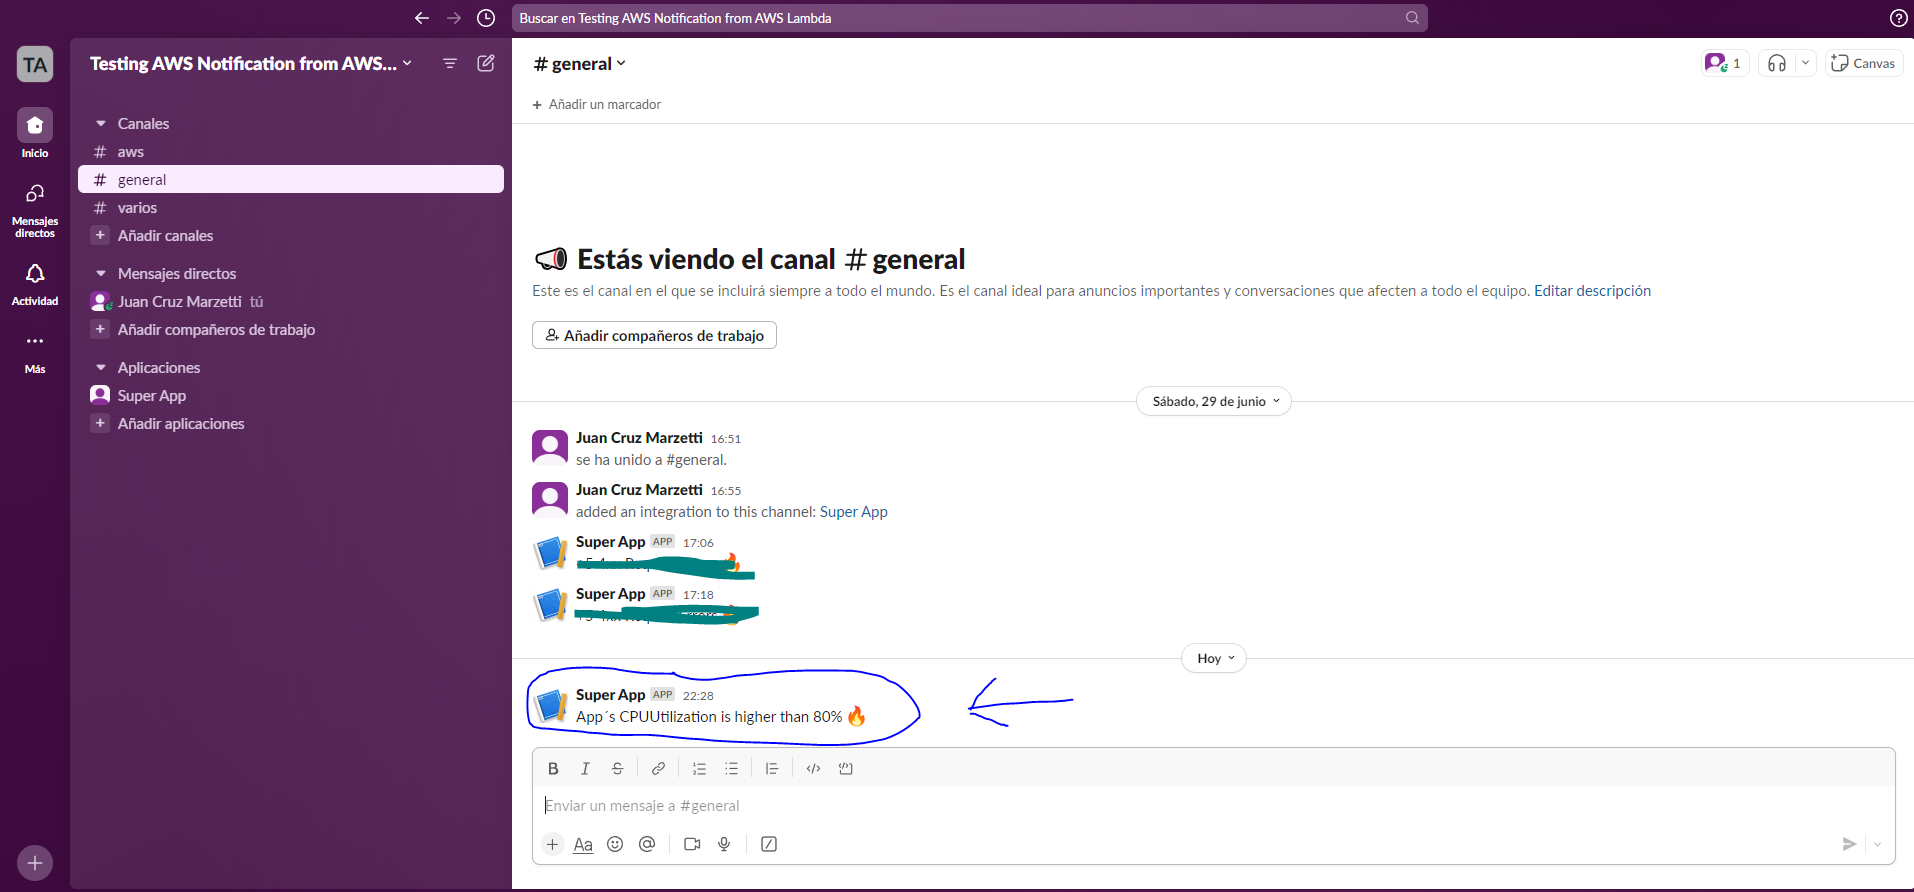 Buscar en Testing AWS Notification from AWS Lambda
TA
Inicio
Mensajes
directos
Actividad
Más
Testing AWS Notification from AWS...
Canales
# aws
# general
# varios
+ Añadir canales
Mensajes directos
Juan Cruz Marzetti tú
+ Añadir compañeros de trabajo
Aplicaciones
Super App
+ Añadir aplicaciones
# general
1
Canvas
+ Añadir un marcador
Estás viendo el canal # general
Este es el canal en el que se incluirá siempre a todo el mundo. Es el canal ideal para anuncios importantes y conversaciones que afecten a todo el equipo. Editar descripción
Añadir compañeros de trabajo
Sábado, 29 de junio
Juan Cruz Marzetti 16:51
se ha unido a #general.
Juan Cruz Marzetti 16:55
added an integration to this channel: Super App
Super App APP 17:06
Super App APP 17:18
Hoy
Super App APP 22:28
App´s CPUUtilization is higher than 80% 🔥
B I S
Enviar un mensaje a #general
+ Aa